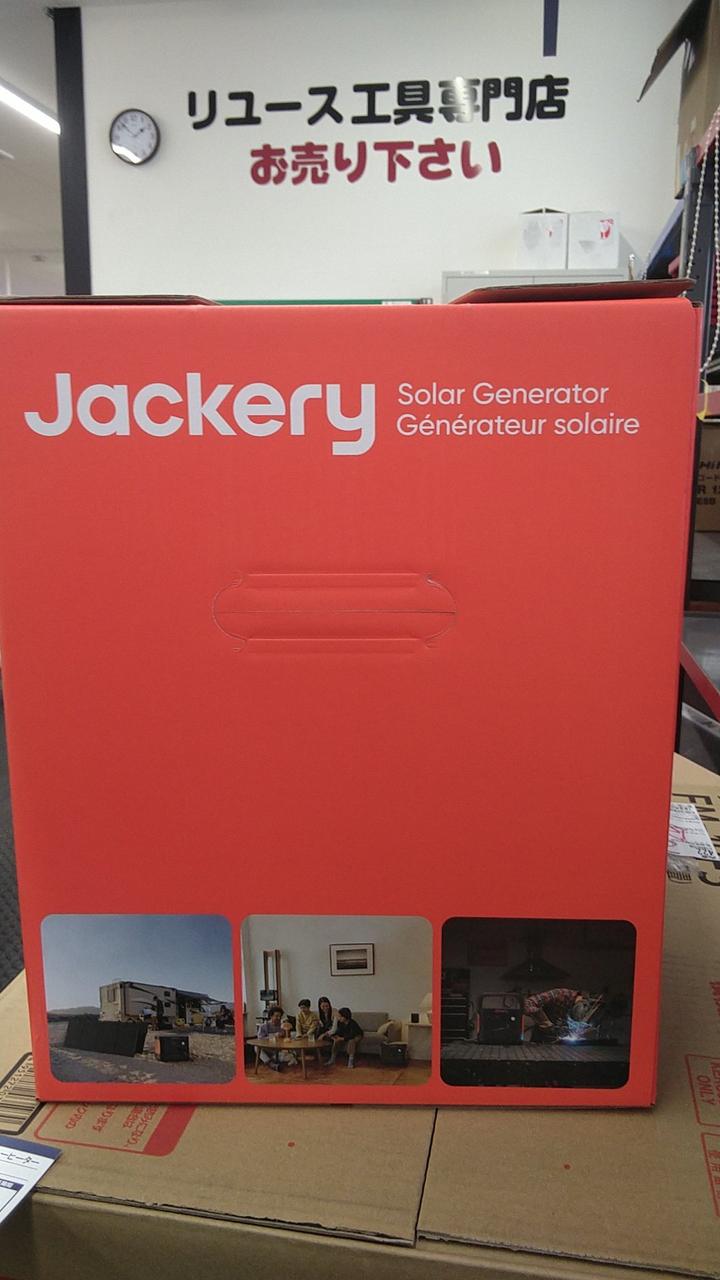 リユース工具専門店
お売り下さい
Jackery
Solar Generator
Générateur solaire
ONLY